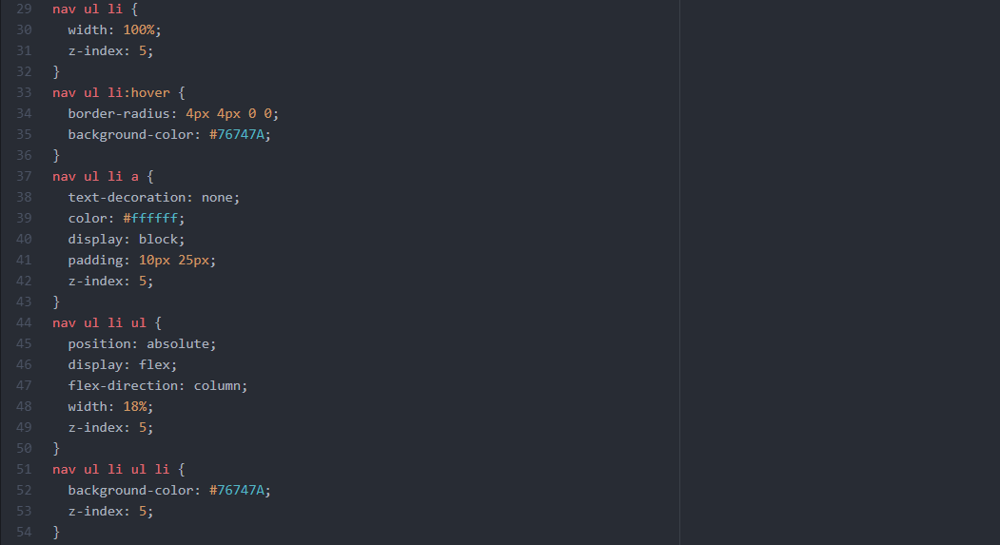 29 nav ul li {
30   width: 100%;
31   z-index: 5;
32 }
33 nav ul li:hover {
34   border-radius: 4px 4px 0 0;
35   background-color: #76747A;
36 }
37 nav ul li a {
38   text-decoration: none;
39   color: #ffffff;
40   display: block;
41   padding: 10px 25px;
42   z-index: 5;
43 }
44 nav ul li ul {
45   position: absolute;
46   display: flex;
47   flex-direction: column;
48   width: 18%;
49   z-index: 5;
50 }
51 nav ul li ul li {
52   background-color: #76747A;
53   z-index: 5;
54 }